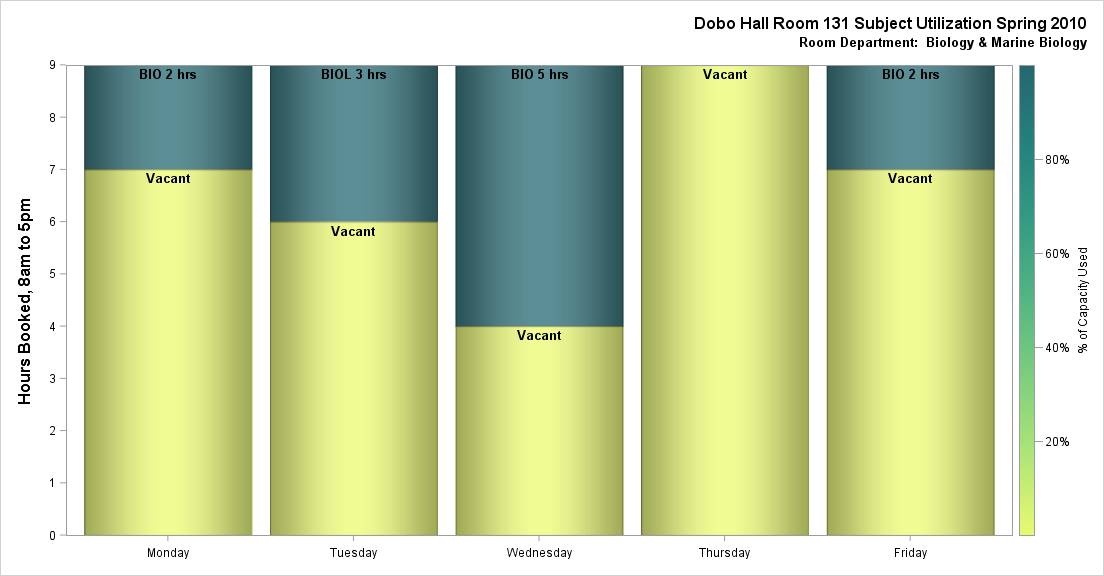 Dobo Hall Room 131 Subject Utilization Spring 2010
Room Department:  Biology & Marine Biology
Hours Booked, 8am to 5pm
9
8
7
6
5
4
3
2
1
0
BIO 2 hrs
Vacant
BIOL 3 hrs
Vacant
BIO 5 hrs
Vacant
Vacant
BIO 2 hrs
Vacant
Monday
Tuesday
Wednesday
Thursday
Friday
80%
60%
40%
20%
% of Capacity Used